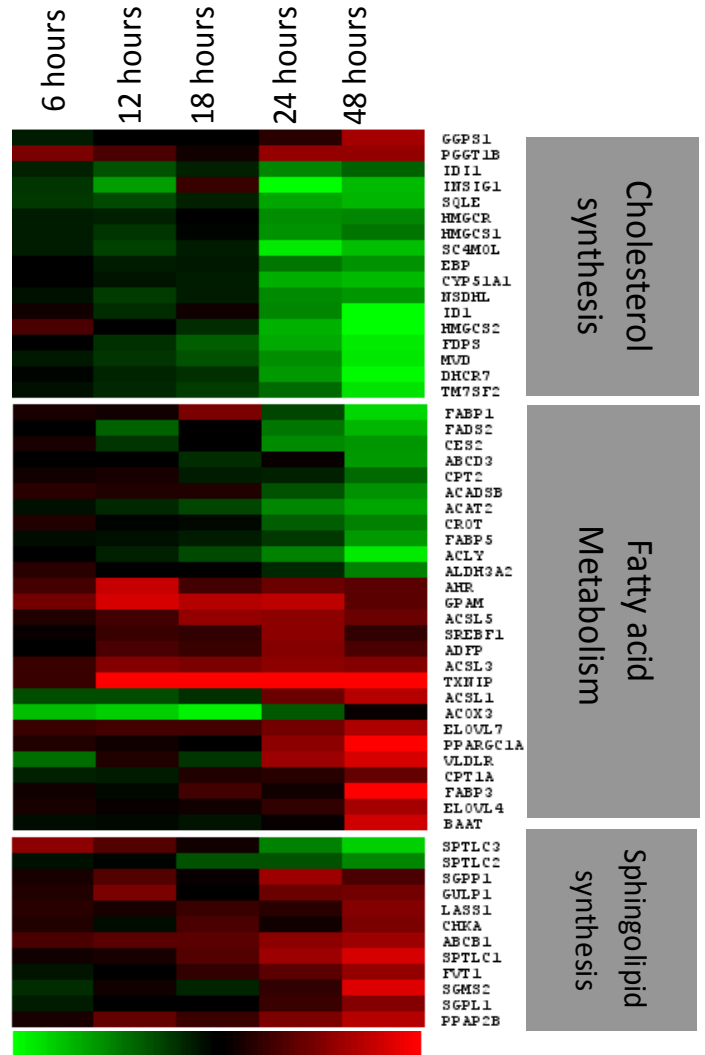 6 hours
12 hours
18 hours
24 hours
48 hours
GGPS1
PGGT1B
IDI1
INSIG1
SQLE
HMGCR
HMGCS1
SC4MOL
EBP
CYP51A1
NSDHL
ID1
HMGCS2
FDPS
MVD
DHCR7
TM7SF2
Cholesterol
synthesis
FABP1
FADS2
CES2
ABCD3
CPT2
ACADSB
ACAT2
CROT
FABP5
ACLY
ALDH3A2
AHR
GPAM
ACSL5
SREBF1
ADFP
ACSL3
TXNIP
ACSL1
ACOX3
ELOVL7
PPARGC1A
VLDLR
CPT1A
FABP3
ELOVL4
BAAT
Fatty acid
Metabolism
SPTLC3
SPTLC2
SGPP1
GULP1
LASS1
CHKA
ABCB1
SPTLC1
FVT1
SGMS2
SGPL1
PPAP2B
Sphingolipid
synthesis